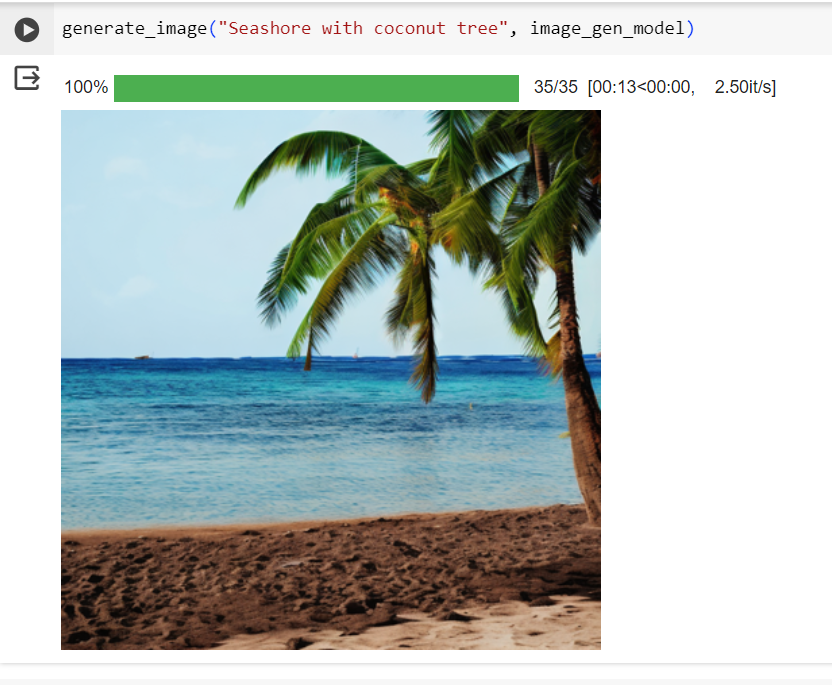 generate_image("Seashore with coconut tree", image_gen_model)
100% 35/35 [00:13<00:00, 2.50it/s]